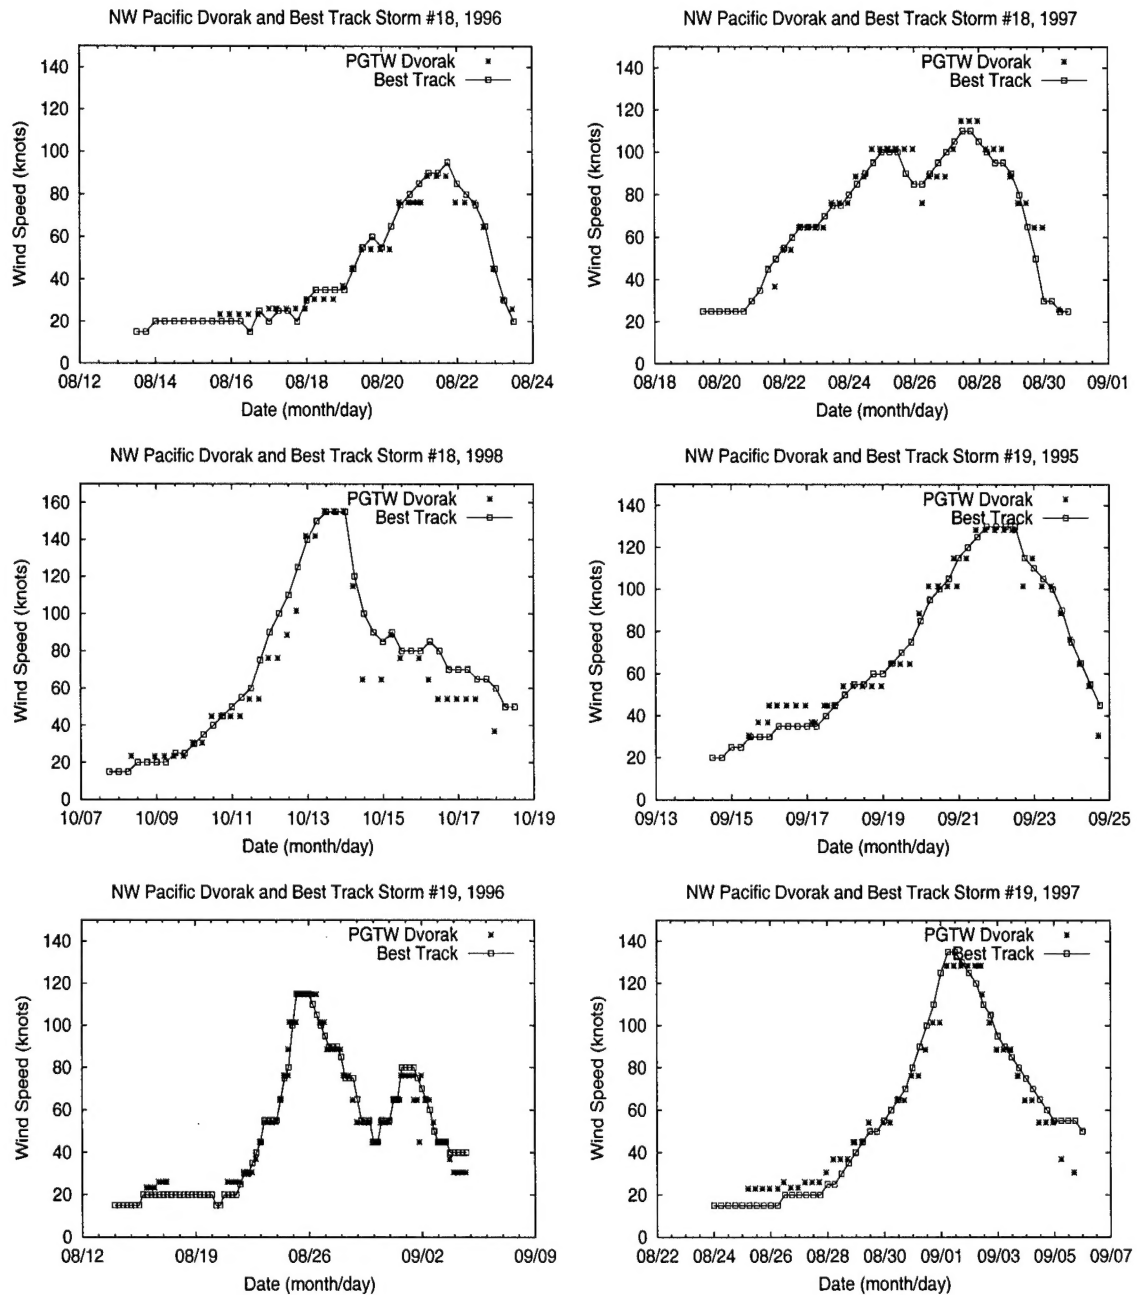 NW Pacific Dvorak and Best Track Storm #18, 1996
140
120
100
80
60
40
20
0
Wind Speed (knots)
PGTW Dvorak
Best Track
08/12 08/14 08/16 08/18 08/20 08/22 08/24
Date (month/day)
NW Pacific Dvorak and Best Track Storm #18, 1997
140
120
100
80
60
40
20
0
Wind Speed (knots)
PGTW Dvorak
Best Track
08/18 08/20 08/22 08/24 08/26 08/28 08/30 09/01
Date (month/day)
NW Pacific Dvorak and Best Track Storm #18, 1998
160
140
120
100
80
60
40
20
0
Wind Speed (knots)
PGTW Dvorak
Best Track
10/07 10/09 10/11 10/13 10/15 10/17 10/19
Date (month/day)
NW Pacific Dvorak and Best Track Storm #19, 1995
140
120
100
80
60
40
20
0
Wind Speed (knots)
PGTW Dvorak
Best Track
09/13 09/15 09/17 09/19 09/21 09/23 09/25
Date (month/day)
NW Pacific Dvorak and Best Track Storm #19, 1996
140
120
100
80
60
40
20
0
Wind Speed (knots)
PGTW Dvorak
Best Track
08/12 08/19 08/26 09/02 09/09
Date (month/day)
NW Pacific Dvorak and Best Track Storm #19, 1997
140
120
100
80
60
40
20
0
Wind Speed (knots)
PGTW Dvorak
Best Track
08/22 08/24 08/26 08/28 08/30 09/01 09/03 09/05 09/07
Date (month/day)